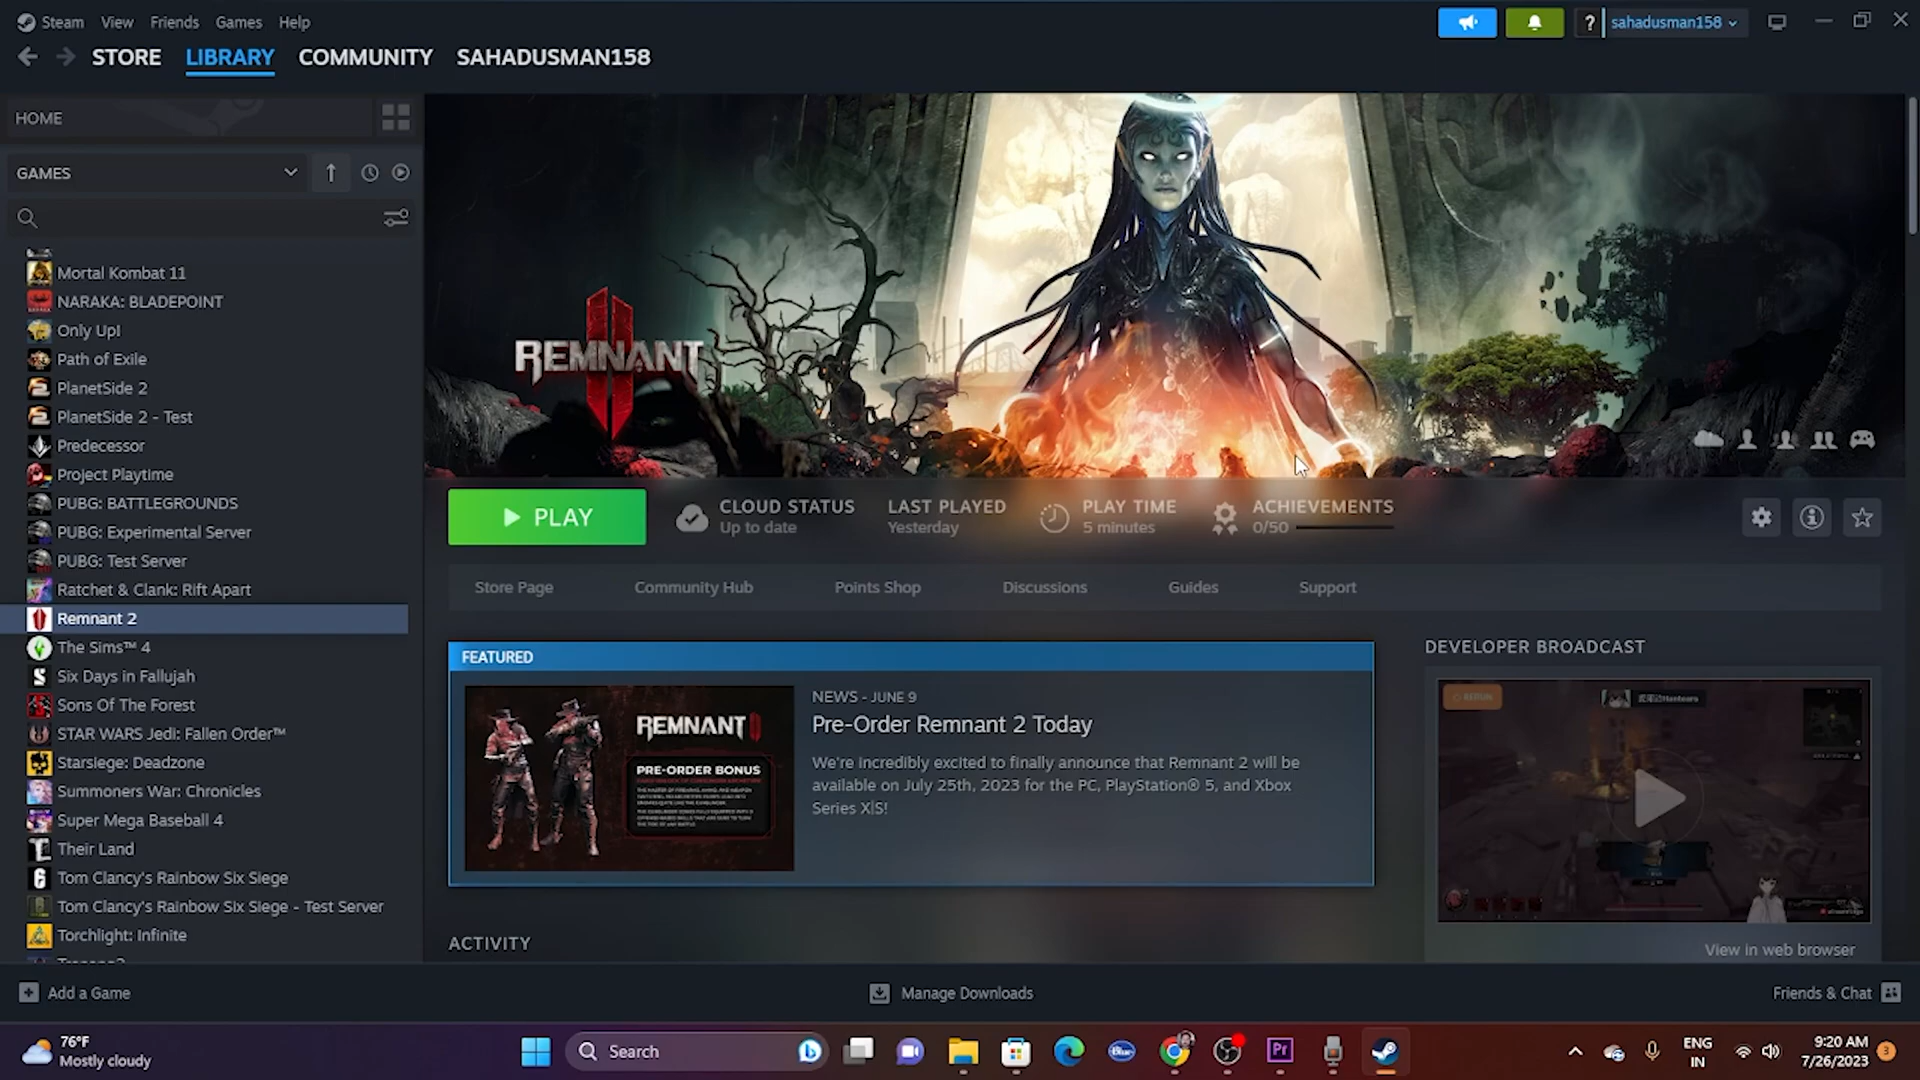 Steam View Friends Games Help
? sahadusman158
STORE LIBRARY COMMUNITY SAHADUSMAN158
HOME
GAMES
Mortal Kombat 11
NARAKA: BLADEPOINT
Only Up!
Path of Exile
PlanetSide 2
PlanetSide 2 - Test
Predecessor
Project Playtime
PUBG: BATTLEGROUNDS
PUBG: Experimental Server
PUBG: Test Server
Ratchet & Clank: Rift Apart
Remnant 2
The Sims™ 4
Six Days in Fallujah
Sons Of The Forest
STAR WARS Jedi: Fallen Order™
Starsiege: Deadzone
Summoners War: Chronicles
Super Mega Baseball 4
Their Land
Tom Clancy's Rainbow Six Siege
Tom Clancy's Rainbow Six Siege - Test Server
Torchlight: Infinite
REMNANT II
PLAY
CLOUD STATUS
Up to date
LAST PLAYED
Yesterday
PLAY TIME
5 minutes
ACHIEVEMENTS
0/50
Store Page Community Hub Points Shop Discussions Guides Support
FEATURED
REMNANT II
PRE-ORDER BONUS
NEWS - JUNE 9
Pre-Order Remnant 2 Today
We're incredibly excited to finally announce that Remnant 2 will be
available on July 25th, 2023 for the PC, PlayStation® 5, and Xbox
Series X|S!
DEVELOPER BROADCAST
RERUN
View in web browser
ACTIVITY
Add a Game
Manage Downloads
Friends & Chat
76°F
Mostly cloudy
Search
Blue
Pr
ENG
IN
9:20 AM
7/26/2023
3